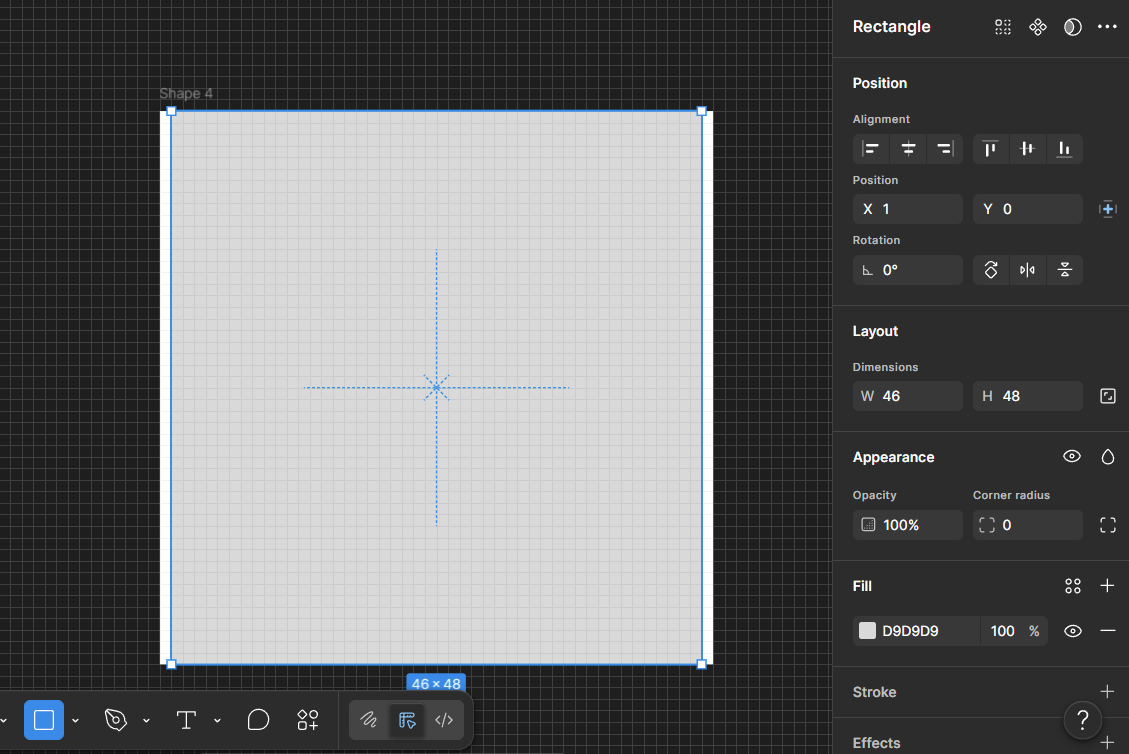 Rectangle
Shape 4
Position
Alignment
Position
X 1 Y 0
Rotation
0°
Layout
Dimensions
W 46 H 48
Appearance
Opacity Corner radius
100% 0
Fill
D9D9D9 100 %
46 × 48
Stroke
T
?
Effects